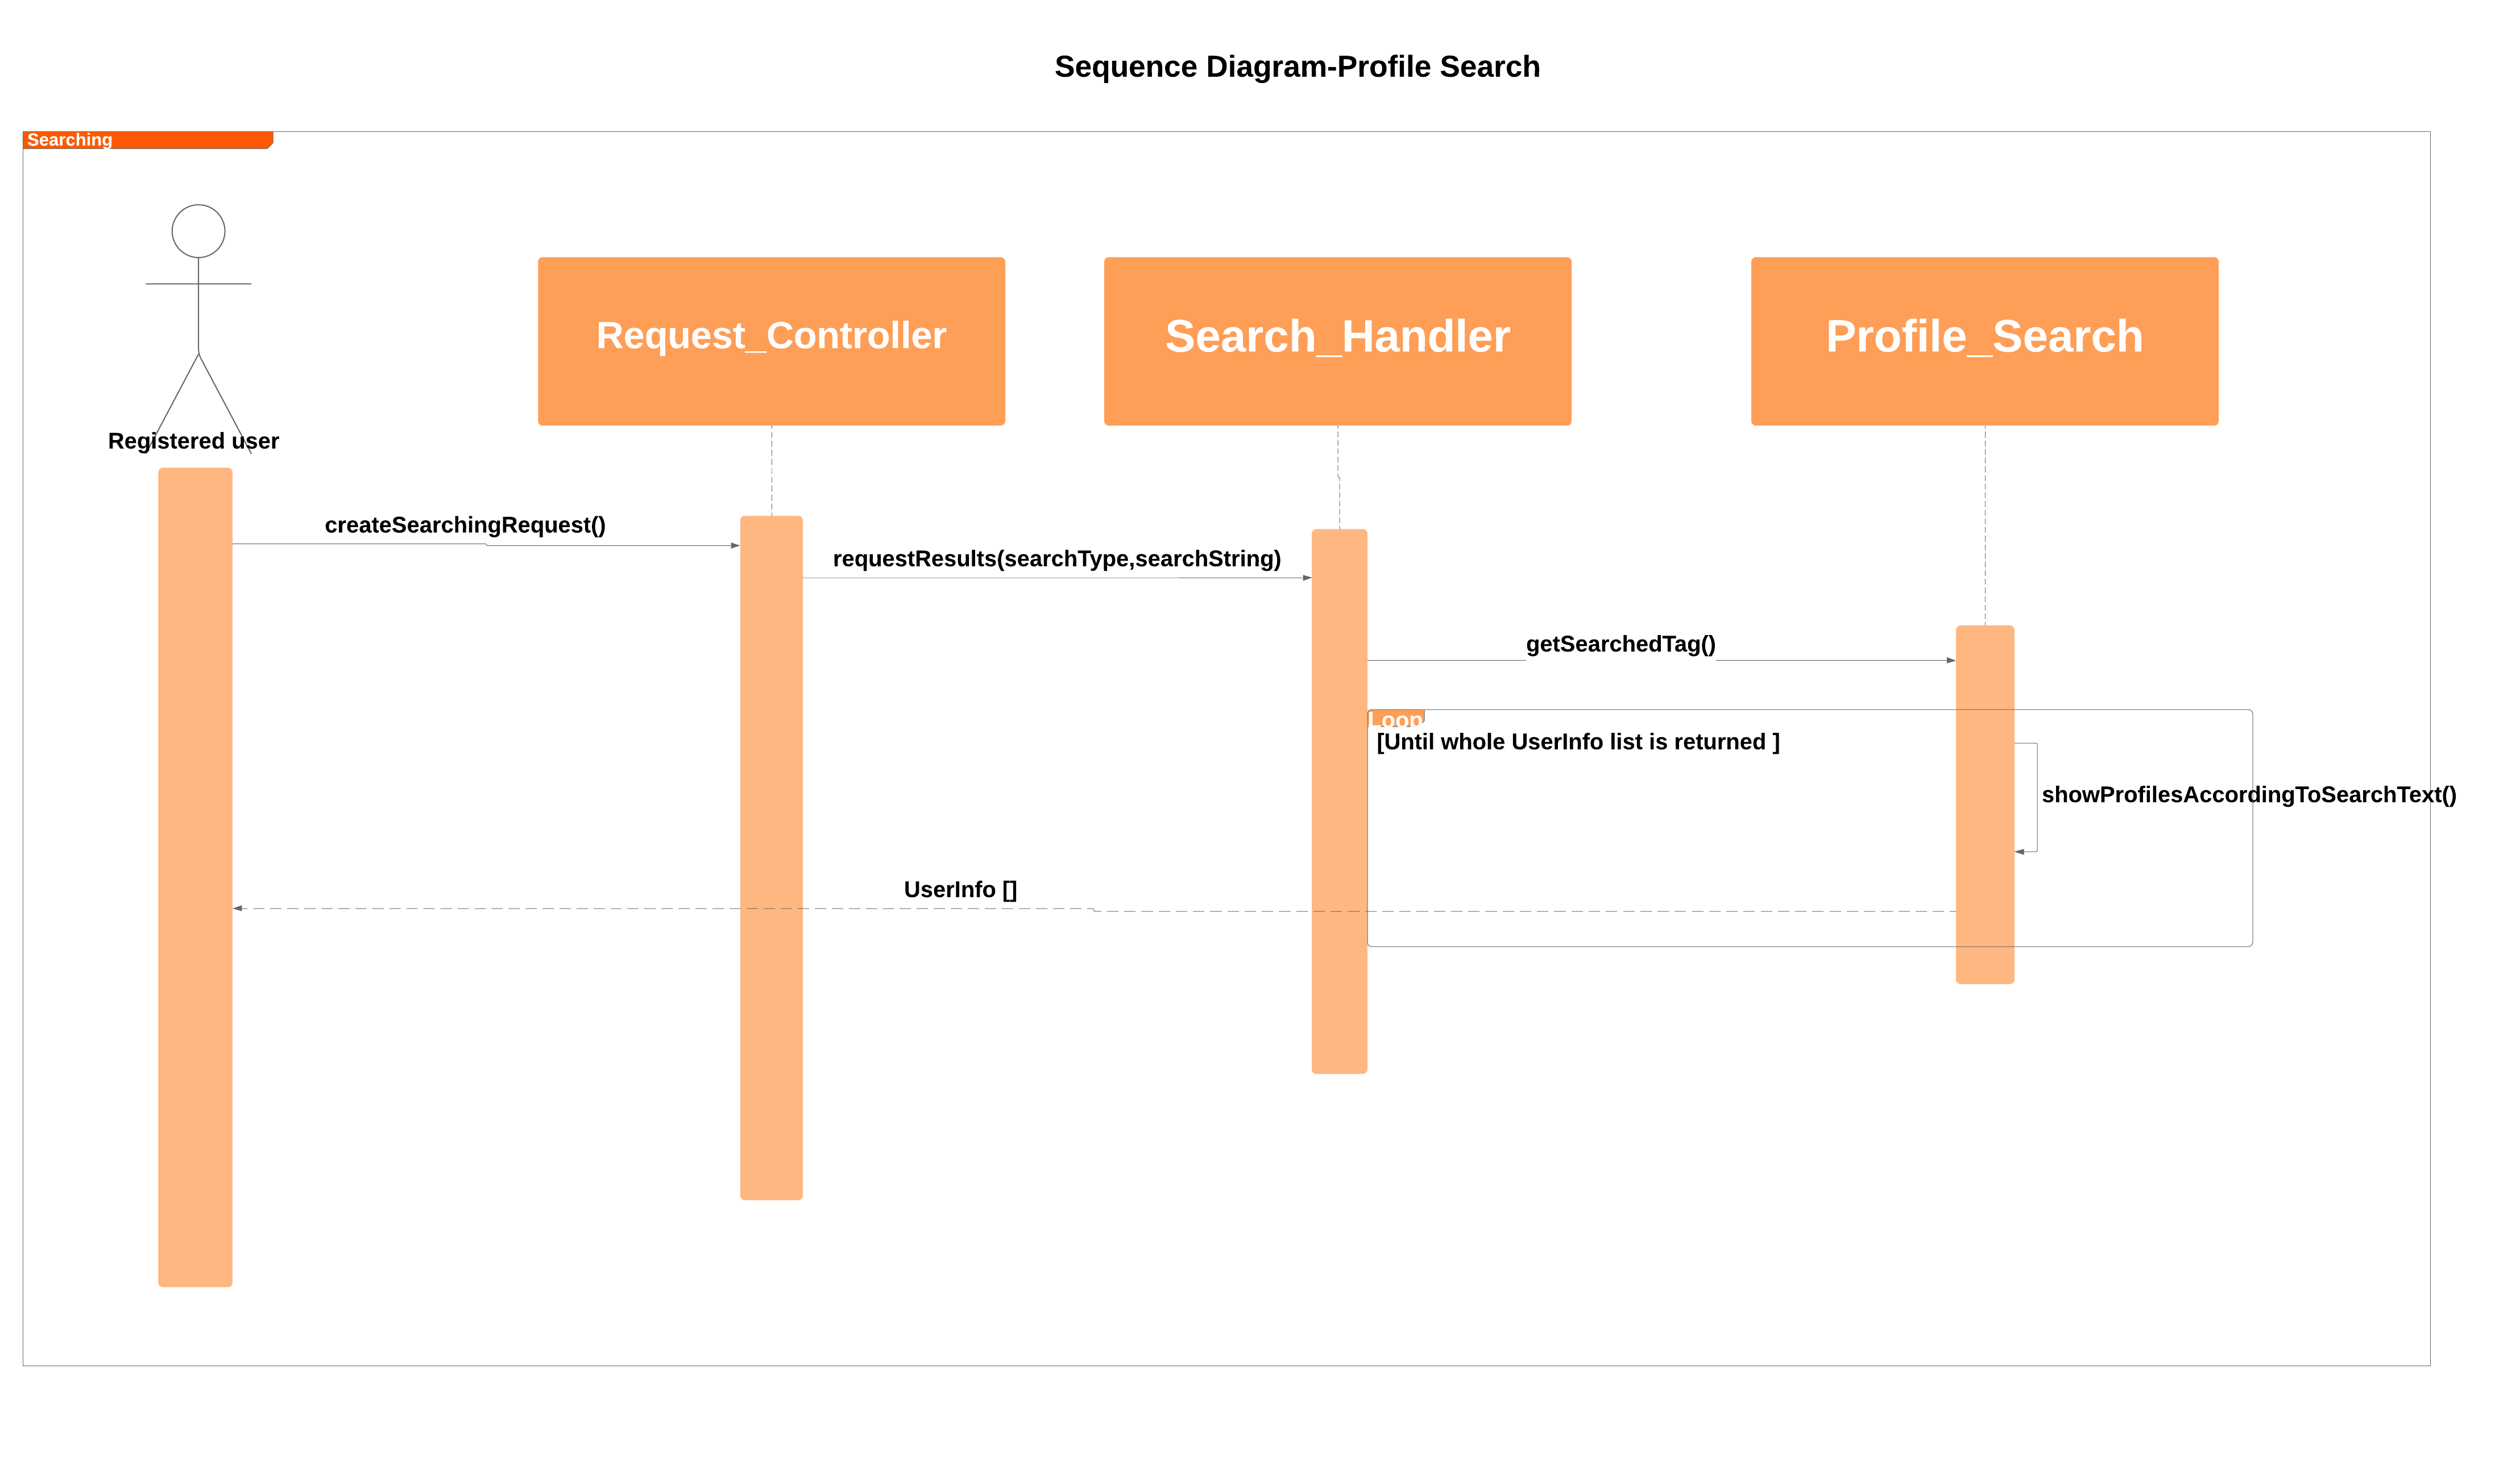 Sequence Diagram-Profile Search
Searching
Request_Controller
Search_Handler
Profile_Search
Registered user
createSearchingRequest()
requestResults(searchType,searchString)
getSearchedTag()
Loop
[Until whole UserInfo list is returned ]
showProfilesAccordingToSearchText()
UserInfo []